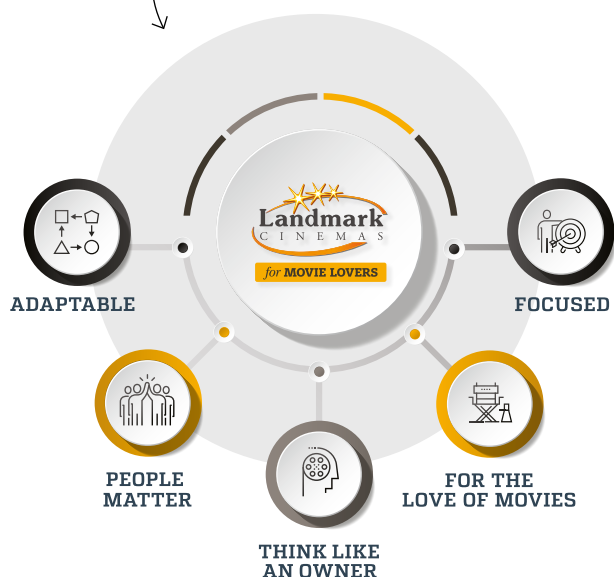 Landmark
CINEMAS
for MOVIE LOVERS
ADAPTABLE
FOCUSED
PEOPLE
MATTER
FOR THE
LOVE OF MOVIES
THINK LIKE
AN OWNER